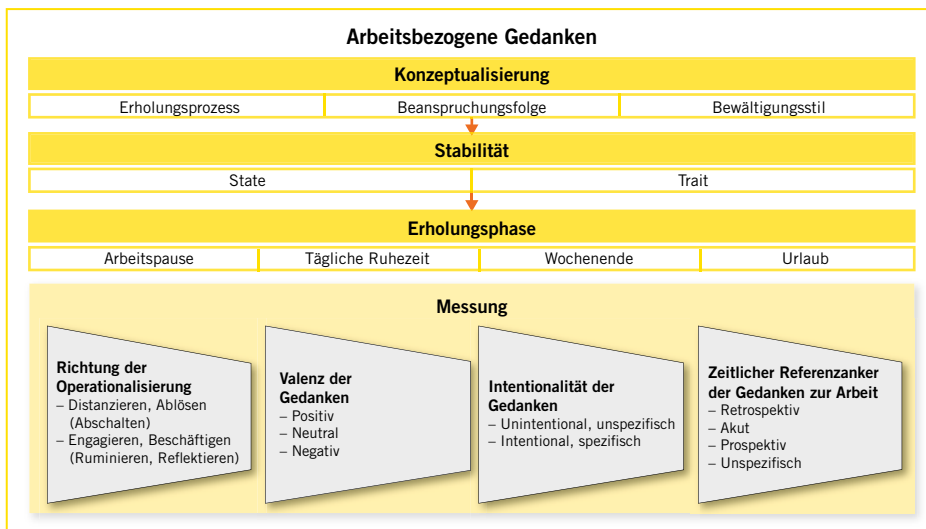 Arbeitsbezogene Gedanken
Konzeptualisierung
Erholungsprozess
Beanspruchungsfolge
Bewältigungsstil
Stabilität
State
Trait
Erholungsphase
Arbeitspause
Tägliche Ruhezeit
Wochenende
Urlaub
Messung
Richtung der
Operationalisierung
– Distanzieren, Ablösen
(Abschalten)
– Engagieren, Beschäftigen
(Ruminieren, Reflektieren)
Valenz der
Gedanken
– Positiv
– Neutral
– Negativ
Intentionalität der
Gedanken
– Unintentional, unspezifisch
– Intentional, spezifisch
Zeitlicher Referenzanker
der Gedanken zur Arbeit
– Retrospektiv
– Akut
– Prospektiv
– Unspezifisch